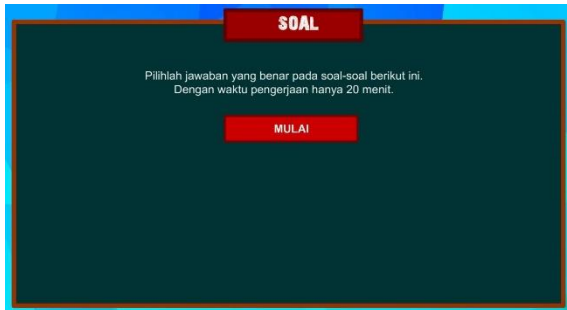 SOAL
Pilihlah jawaban yang benar pada soal-soal berikut ini.
Dengan waktu pengerjaan hanya 20 menit.
MULAI